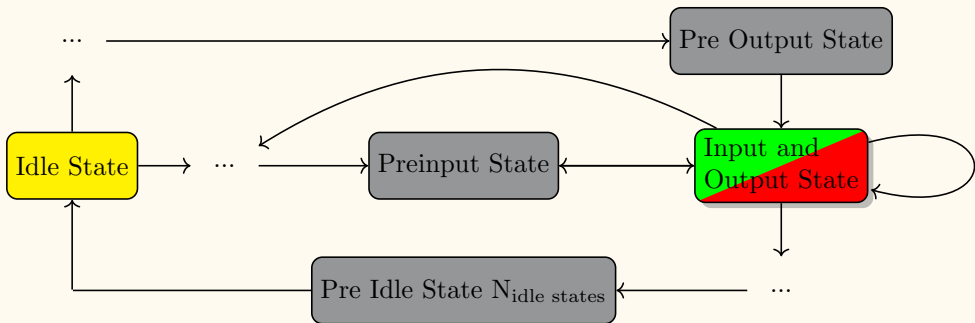 ...
Pre Output State
Idle State
...
Preinput State
Input and
Output State
Pre Idle State N_idle states
...